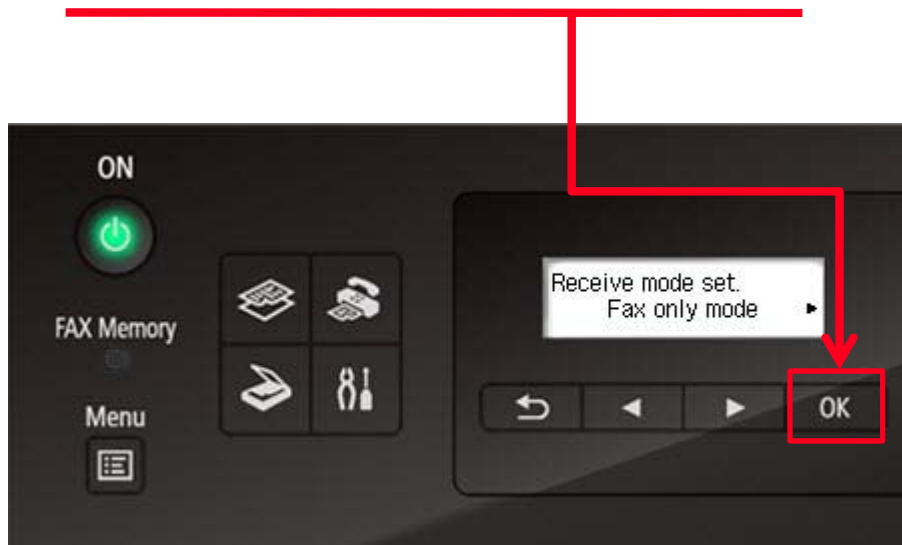 ON
Receive mode set.
Fax only mode
FAX Memory
OK
Menu